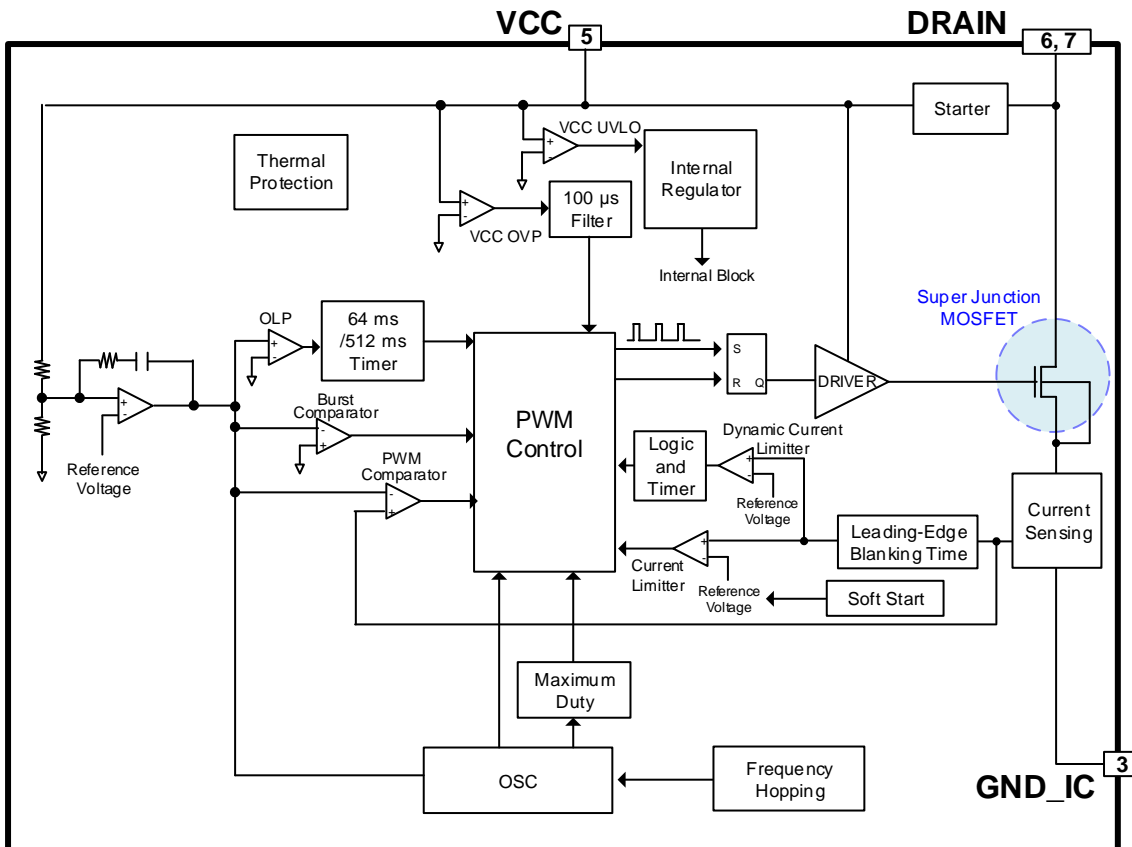 VCC
DRAIN
5
6, 7
Starter
VCC UVLO
Thermal
Protection
Internal
Regulator
+
-
100 µs
Filter
+
-
VCC OVP
Internal Block
Super Junction
MOSFET
OLP
64 ms
/512 ms
Timer
+
-
S
R Q
DRIVER
+
-
Burst
Comparator
-
+
PWM
Control
Dynamic Current
Limitter
Logic
and
Timer
+
-
Reference
Voltage
PWM
Comparator
-
+
Reference
Voltage
Current
Sensing
Leading-Edge
Blanking Time
+
-
Current
Limitter
Reference
Voltage
Soft Start
Maximum
Duty
OSC
Frequency
Hopping
3
GND_IC